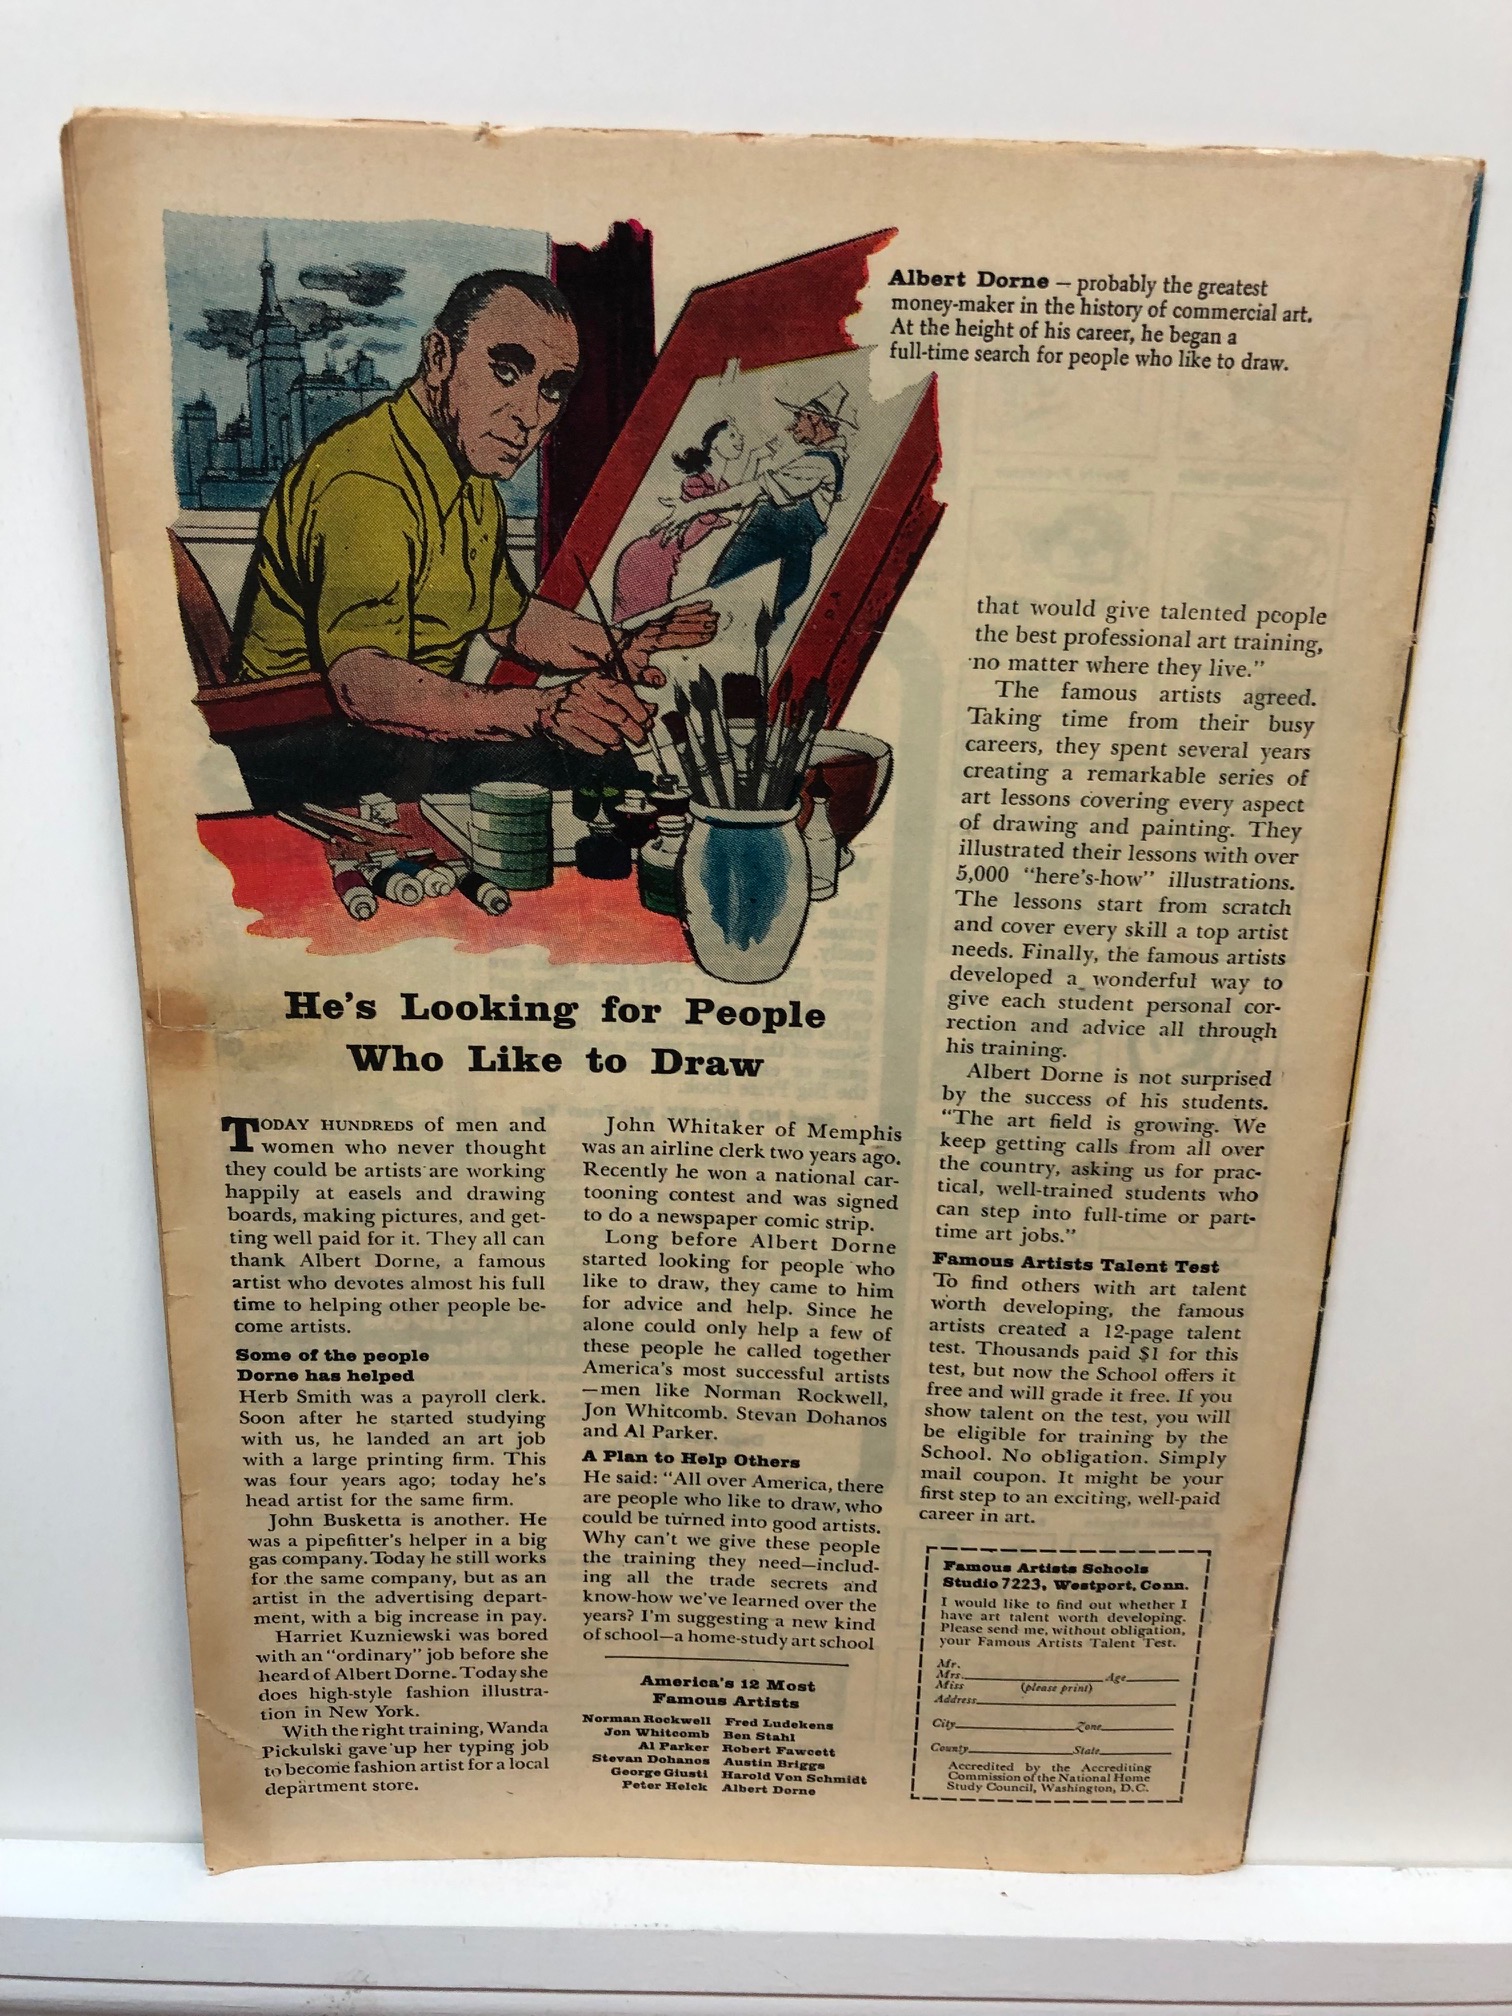 Albert Dorne — probably the greatest
money-maker in the history of commercial art.
At the height of his career, he began a
full-time search for people who like to draw.
He's Looking for People
Who Like to Draw
TODAY HUNDREDS of men and
women who never thought
they could be artists are working
happily at easels and drawing
boards, making pictures, and get-
ting well paid for it. They all can
thank Albert Dorne, a famous
artist who devotes almost his full
time to helping other people be-
come artists.
Some of the people
Dorne has helped
Herb Smith was a payroll clerk.
Soon after he started studying
with us, he landed an art job
with a large printing firm. This
was four years ago; today he's
head artist for the same firm.
John Busketta is another. He
was a pipefitter's helper in a big
gas company. Today he still works
for the same company, but as an
artist in the advertising depart-
ment, with a big increase in pay.
Harriet Kuzniewski was bored
with an "ordinary" job before she
heard of Albert Dorne. Today she
does high-style fashion illustra-
tion in New York.
With the right training, Wanda
Pickulski gave up her typing job
to become fashion artist for a local
department store.
John Whitaker of Memphis
was an airline clerk two years ago.
Recently he won a national car-
tooning contest and was signed
to do a newspaper comic strip.
Long before Albert Dorne
started looking for people who
like to draw, they came to him
for advice and help. Since he
alone could only help a few of
these people he called together
America's most successful artists
—men like Norman Rockwell,
Jon Whitcomb. Stevan Dohanos
and Al Parker.
A Plan to Help Others
He said: "All over America, there
are people who like to draw, who
could be turned into good artists.
Why can't we give these people
the training they need—includ-
ing all the trade secrets and
know-how we've learned over the
years? I'm suggesting a new kind
of school—a home-study art school
America's 12 Most
Famous Artists
Norman Rockwell Fred Ludekens
Jon Whitcomb Ben Stahl
Al Parker Robert Fawcett
Stevan Dohanos Austin Briggs
George Giusti Harold Von Schmidt
Peter Helck Albert Dorne
that would give talented people
the best professional art training,
no matter where they live."
The famous artists agreed.
Taking time from their busy
careers, they spent several years
creating a remarkable series of
art lessons covering every aspect
of drawing and painting. They
illustrated their lessons with over
5,000 "here's-how" illustrations.
The lessons start from scratch
and cover every skill a top artist
needs. Finally, the famous artists
developed a wonderful way to
give each student personal cor-
rection and advice all through
his training.
Albert Dorne is not surprised
by the success of his students.
"The art field is growing. We
keep getting calls from all over
the country, asking us for prac-
tical, well-trained students who
can step into full-time or part-
time art jobs."
Famous Artists Talent Test
To find others with art talent
worth developing, the famous
artists created a 12-page talent
test. Thousands paid $1 for this
test, but now the School offers it
free and will grade it free. If you
show talent on the test, you will
be eligible for training by the
School. No obligation. Simply
mail coupon. It might be your
first step to an exciting, well-paid
career in art.
Famous Artists Schools
Studio 7223, Westport, Conn.
I would like to find out whether I
have art talent worth developing.
Please send me, without obligation,
your Famous Artists Talent Test.
Mr.
Mrs. Age
Miss (please print)
Address
City Zone
County State
Accredited by the Accrediting
Commission of the National Home
Study Council, Washington, D.C.